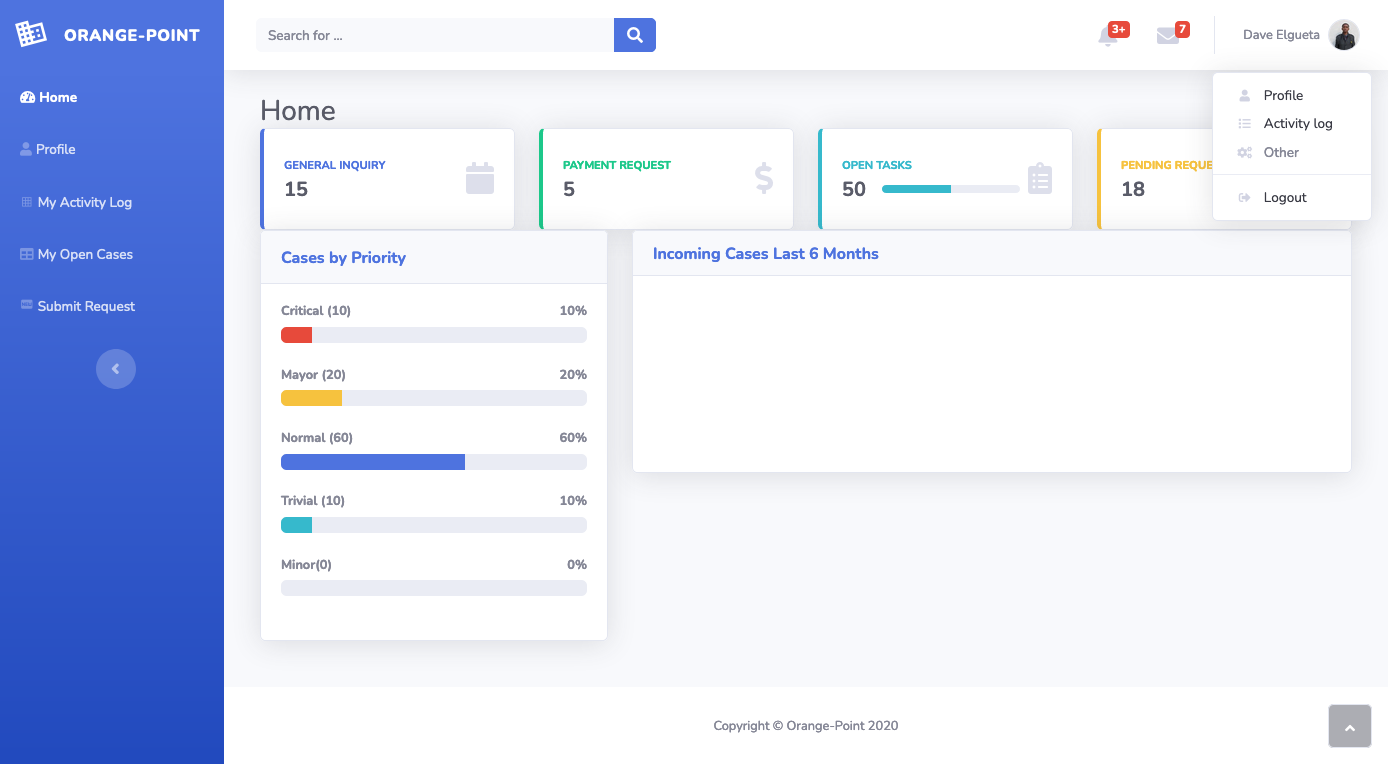 ORANGE-POINT
Home
Profile
My Activity Log
My Open Cases
Submit Request
Search for ...
3+
7
Dave Elgueta
Profile
Activity log
Other
Logout
Home
GENERAL INQUIRY
15
PAYMENT REQUEST
5
OPEN TASKS
50
PENDING REQUE
18
Cases by Priority
Critical (10) 10%
Mayor (20) 20%
Normal (60) 60%
Trivial (10) 10%
Minor(0) 0%
Incoming Cases Last 6 Months
Copyright © Orange-Point 2020